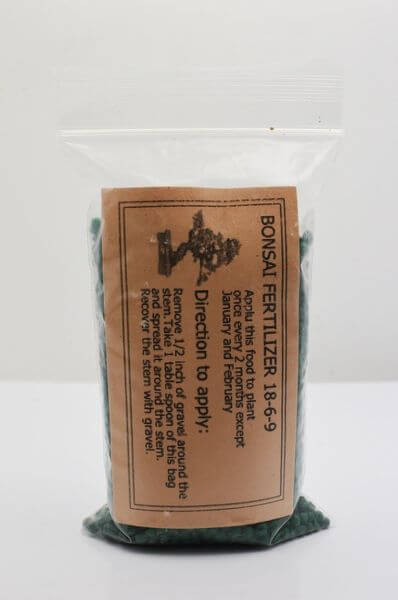 BONSAI FERTILIZER 18-6-9
Applu this food to plant
once every months except
January and February
Direction to apply:
Remove 1/2 inch of gravel around the
stem.Take 1 table spoon of this bag
and spread it around the stem.
Recover the stem with gravel.